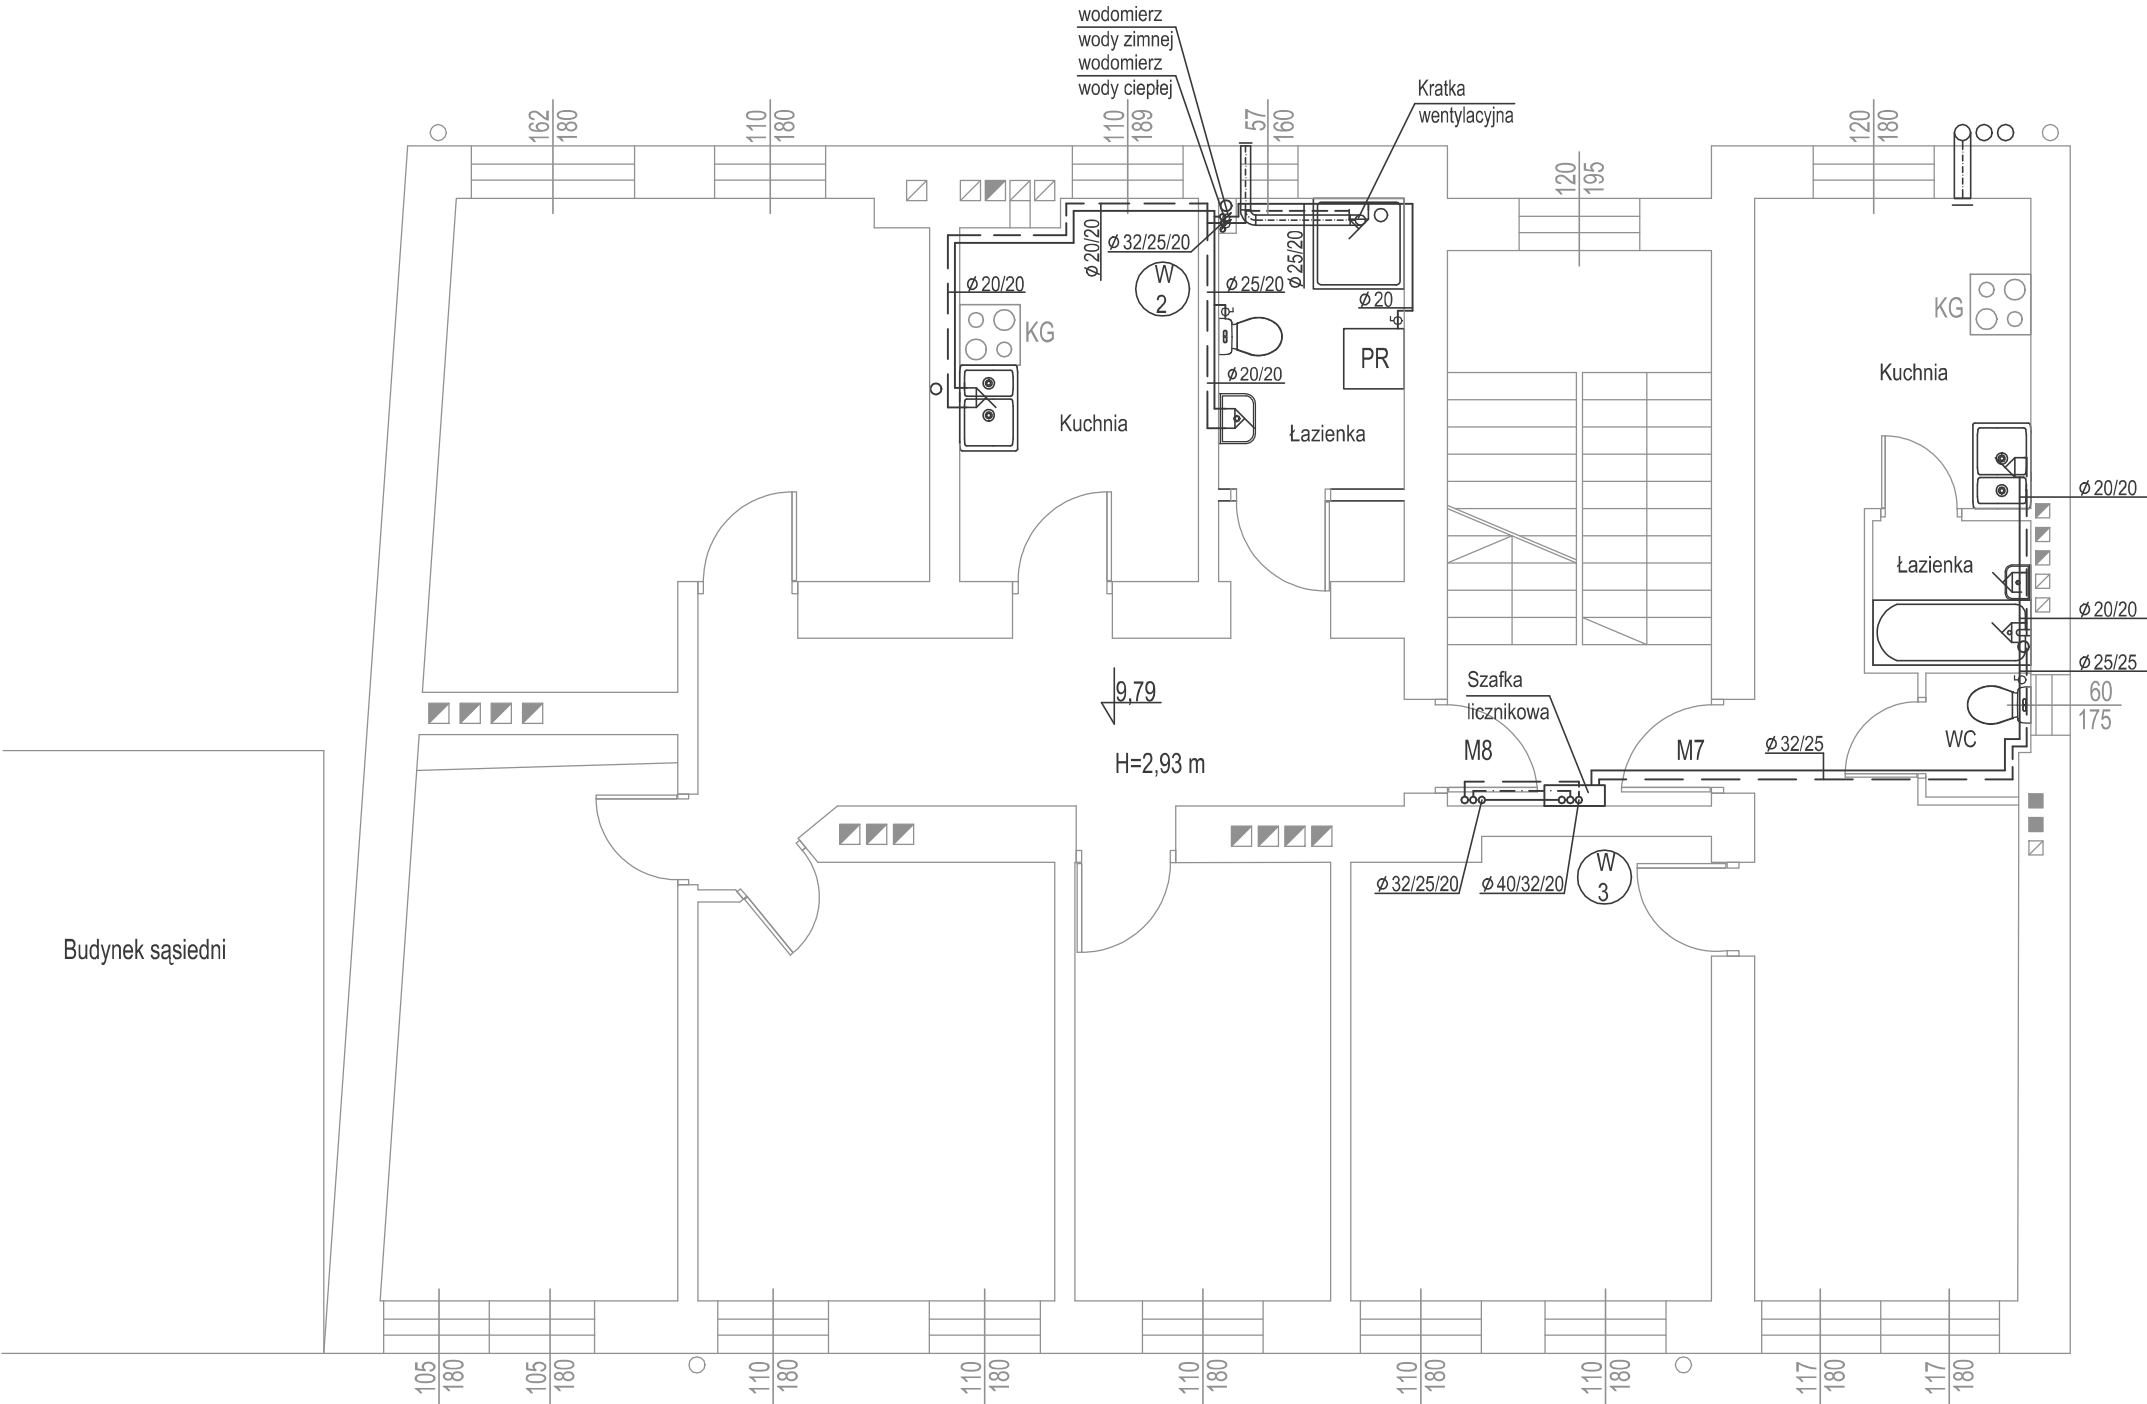 wodomierz
wody zimnej
wodomierz
wody ciepłej
Kratka
wentylacyjna
162
180
110
180
110
189
57
160
120
195
120
180
ø 20/20
ø 32/25/20
ø 20/20
W
2
ø 25/20
ø 25/20
ø 20
KG
PR
ø 20/20
Kuchnia
Łazienka
KG
Kuchnia
ø 20/20
Łazienka
ø 20/20
ø 25/25
60
175
WC
9,79
H=2,93 m
Szafka
licznikowa
M8
M7
ø 32/25
ø 32/25/20
ø 40/32/20
W
3
Budynek sąsiedni
105
180
105
180
110
180
110
180
110
180
110
180
110
180
117
180
117
180